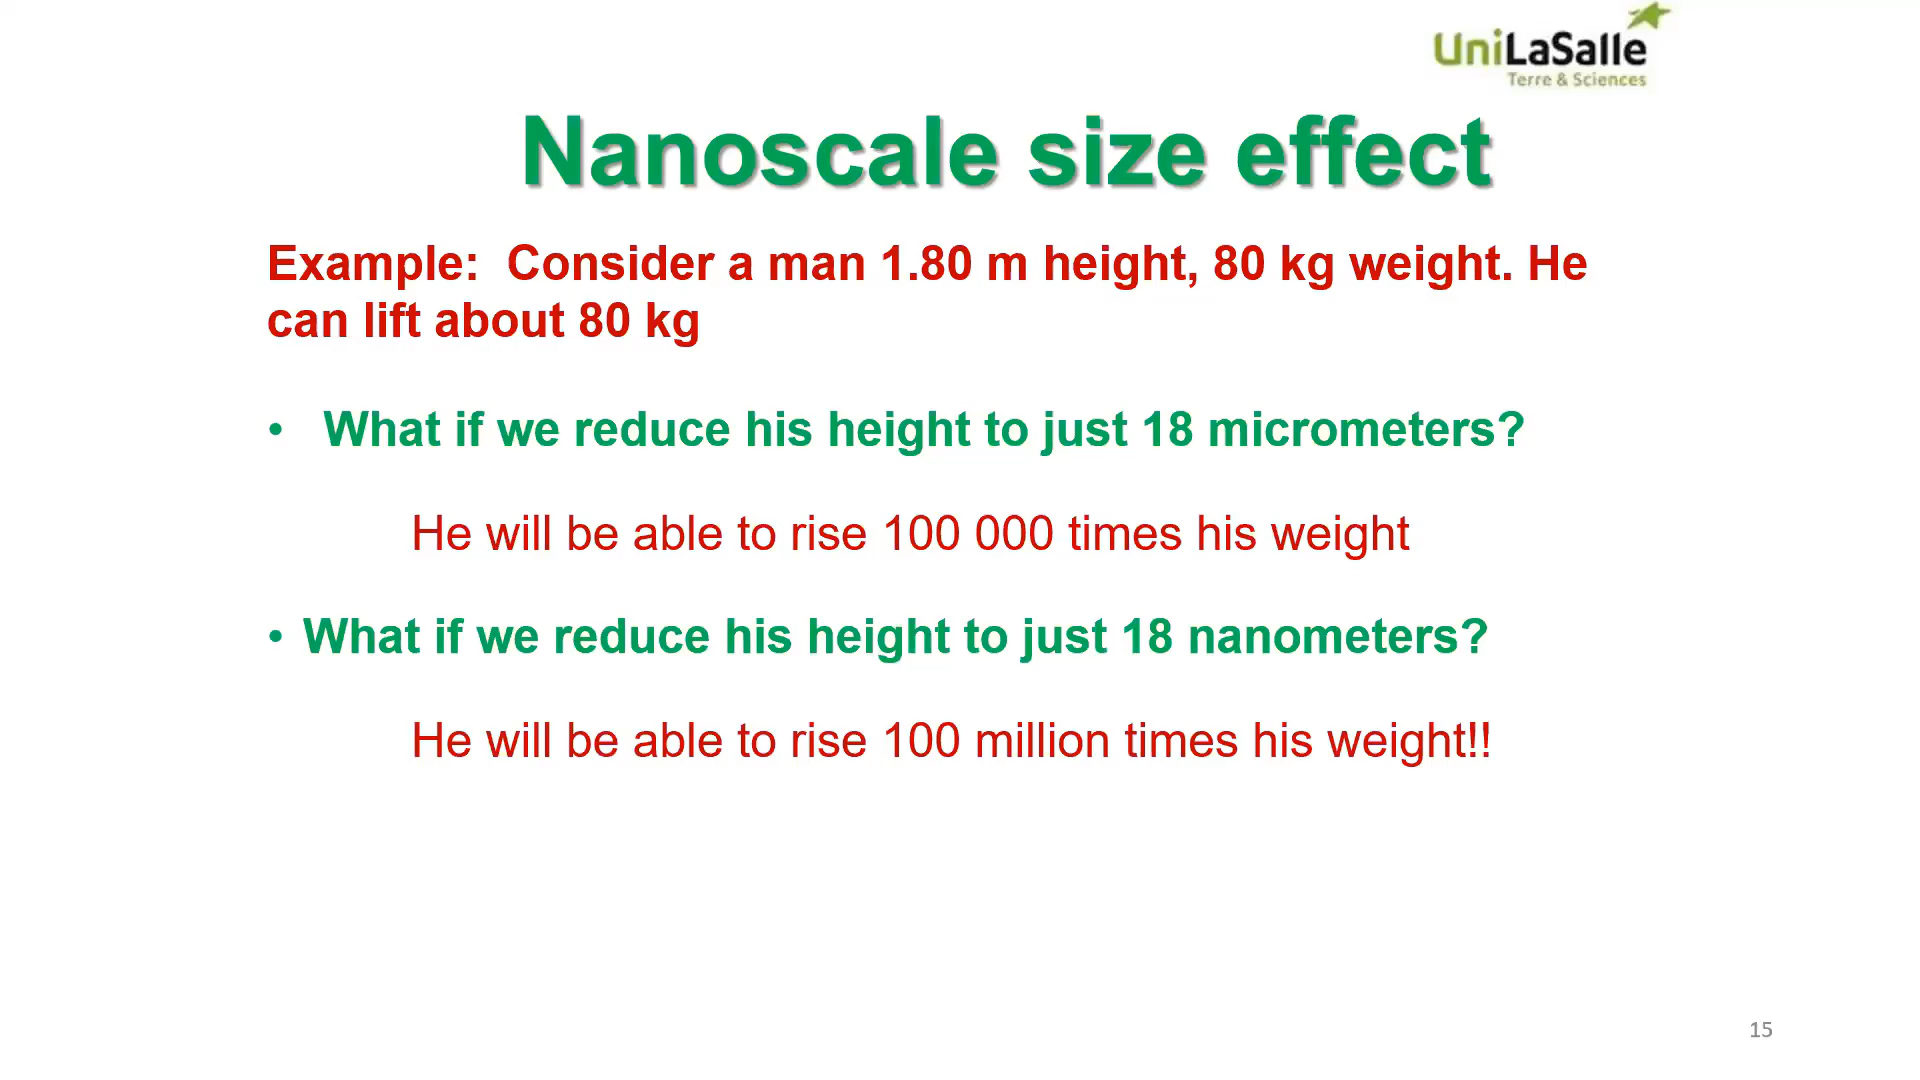 UniLaSalle
Terre & Sciences
Nanoscale size effect
Example: Consider a man 1.80 m height, 80 kg weight. He
can lift about 80 kg
• What if we reduce his height to just 18 micrometers?
He will be able to rise 100 000 times his weight
• What if we reduce his height to just 18 nanometers?
He will be able to rise 100 million times his weight!!
15